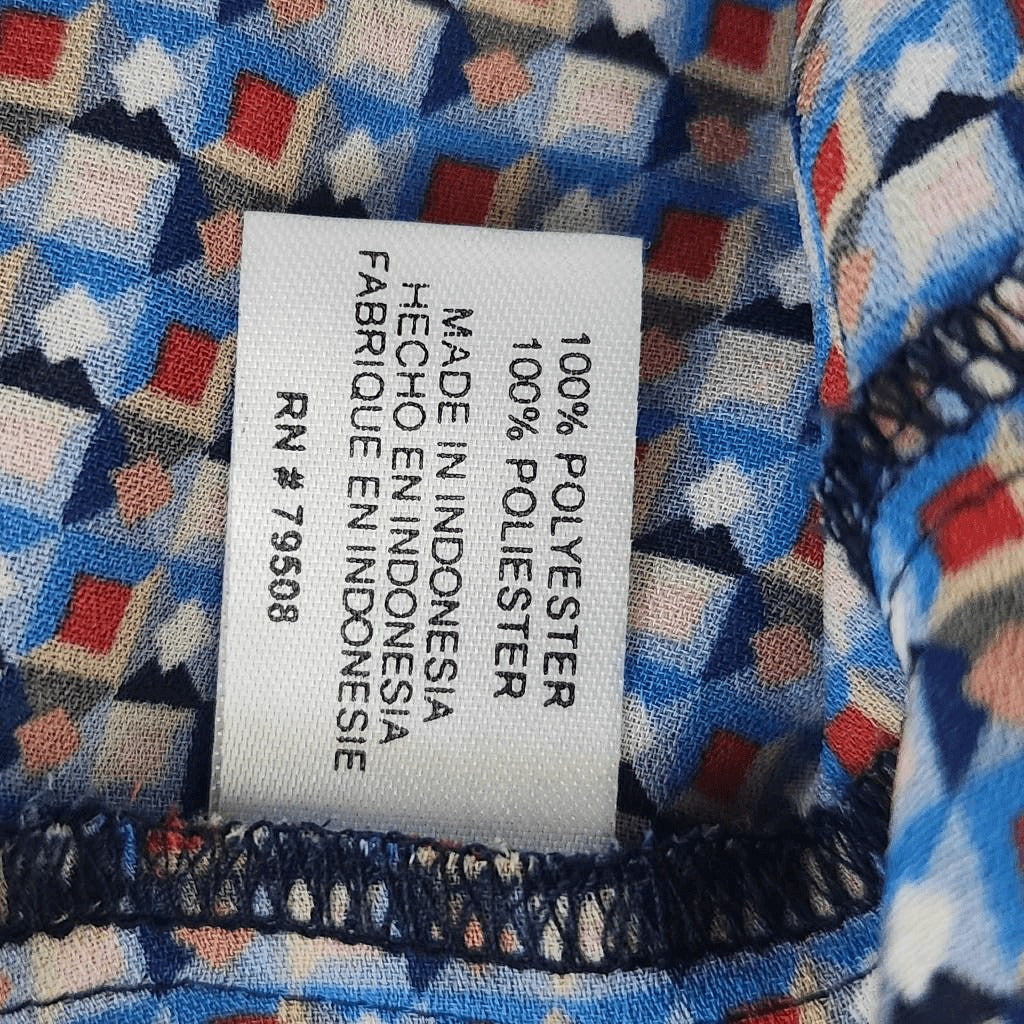 100% POLYESTER
100% POLIESTER
MADE IN INDONESIA
HECHO EN INDONESIA
FABRIQUE EN INDONESIE
RN # 79508